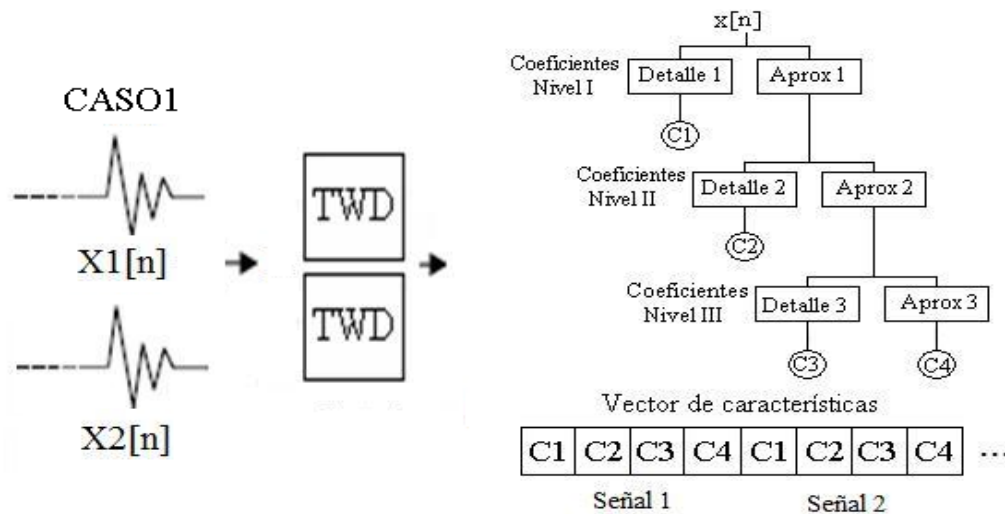 CASO1
X1[n]
X2[n]
TWD
TWD
x[n]
Coeficientes
Nivel I
Detalle 1
Aprox 1
C1
Coeficientes
Nivel II
Detalle 2
Aprox 2
C2
Coeficientes
Nivel III
Detalle 3
Aprox 3
C3
C4
Vector de características
C1 C2 C3 C4 C1 C2 C3 C4 ...
Señal 1
Señal 2